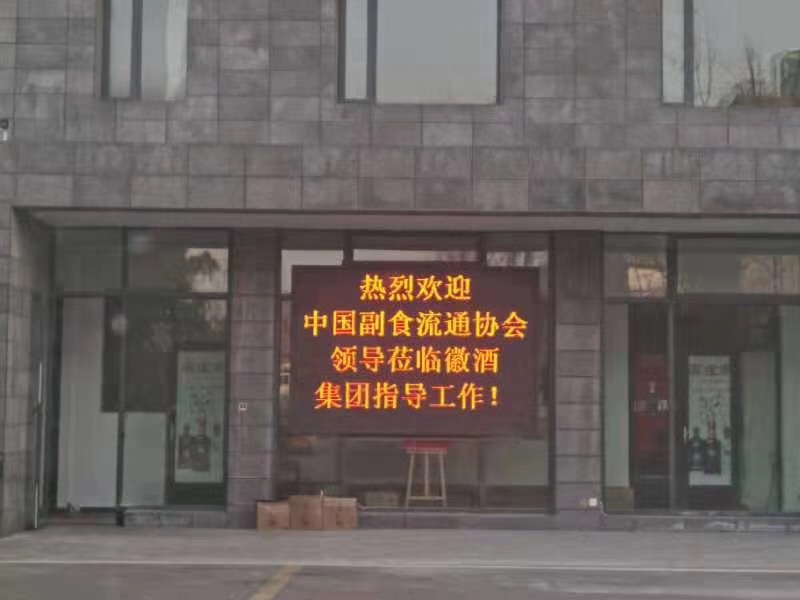 热烈欢迎
中国副食流通协会
领导莅临徽酒
集团指导工作！